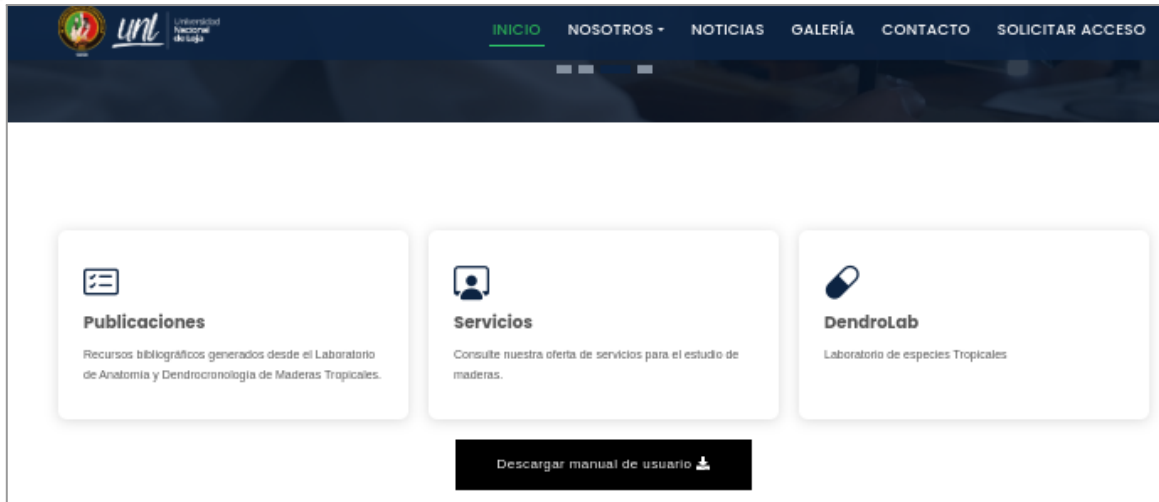 unl Universidad
Nacional
de Loja
INICIO NOSOTROS NOTICIAS GALERÍA CONTACTO SOLICITAR ACCESO
Publicaciones
Recursos bibliográficos generados desde el Laboratorio
de Anatomía y Dendrocronología de Maderas Tropicales.
Servicios
Consulte nuestra oferta de servicios para el estudio de
maderas.
DendroLab
Laboratorio de especies Tropicales
Descargar manual de usuario